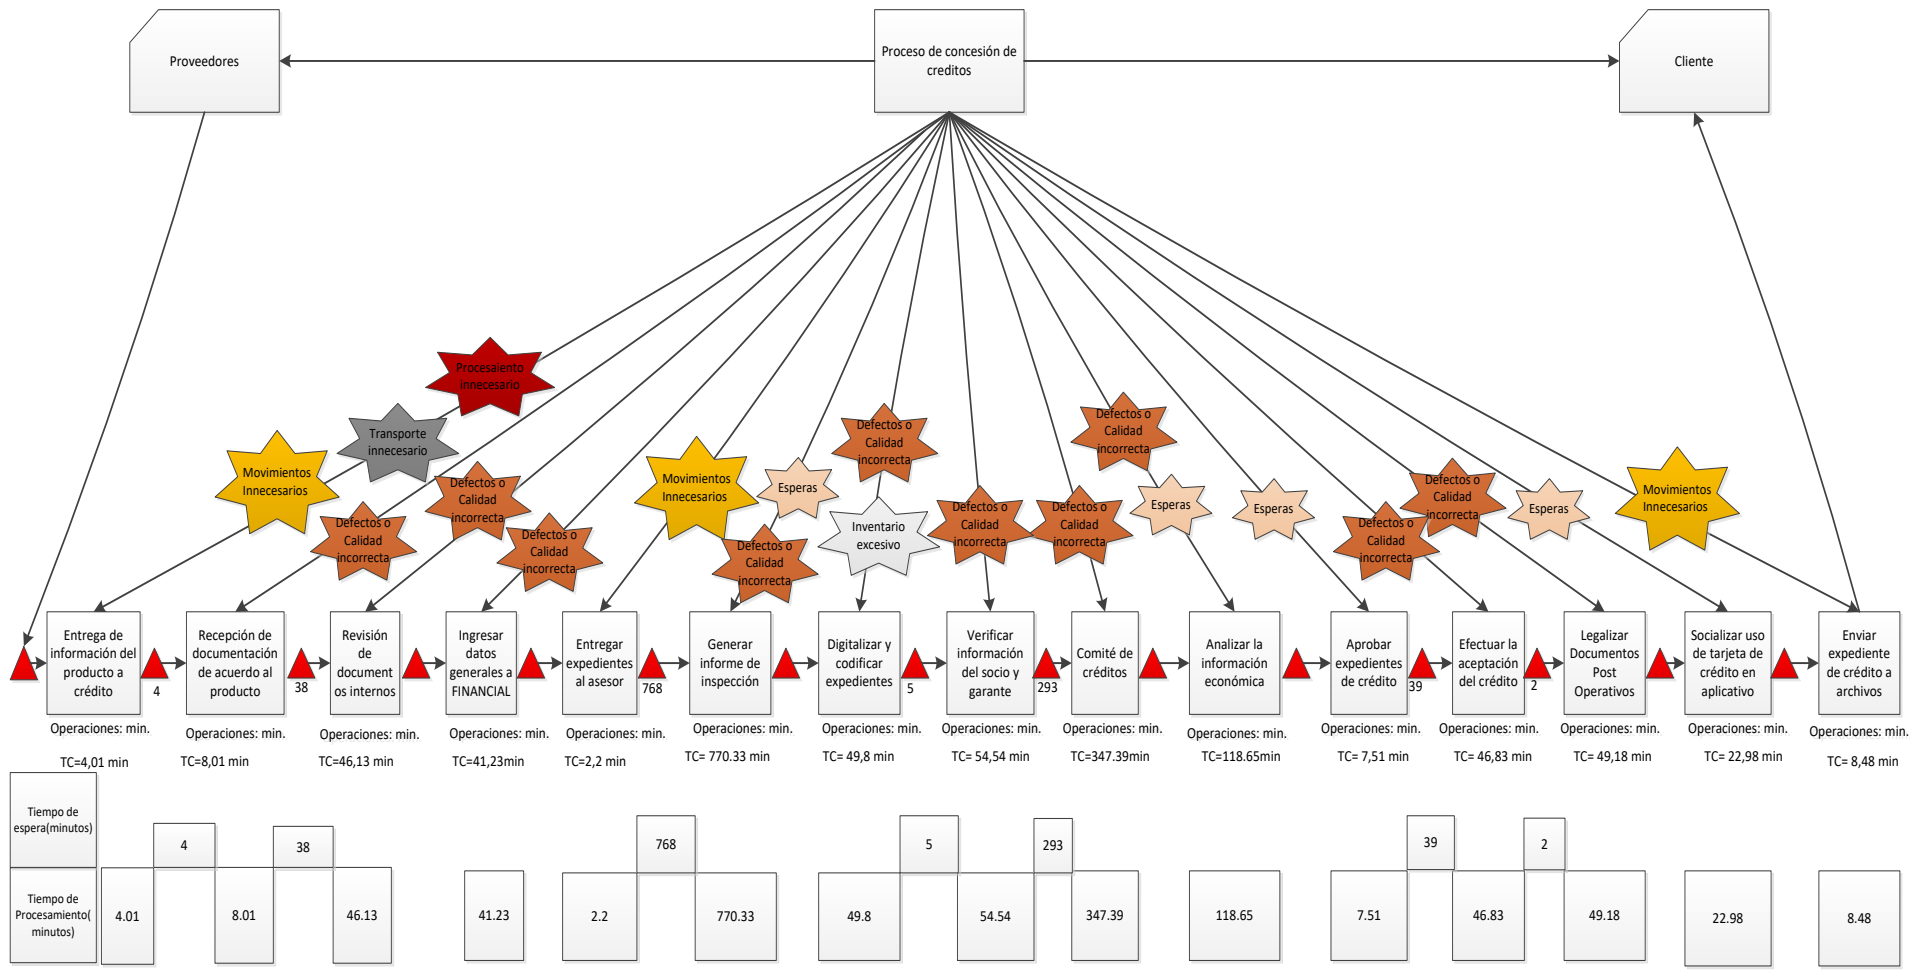 Proveedores
Proceso de concesión de
creditos
Cliente
Procesaiento
Innecesario
Transporte
innecesario
Movimientos
Innecesarios
Defectos o
Calidad
incorrecta
Defectos o
Calidad
incorrecta
Defectos o
Calidad
incorrecta
Movimientos
Innecesarios
Esperas
Defectos o
Calidad
incorrecta
Defectos o
Calidad
incorrecta
Inventario
excesivo
Defectos o
Calidad
incorrecta
Defectos o
Calidad
incorrecta
Defectos o
Calidad
incorrecta
Esperas
Esperas
Defectos o
Calidad
incorrecta
Defectos o
Calidad
incorrecta
Esperas
Movimientos
Innecesarios
Entrega de
información del
producto a
crédito
4
Recepción de
documentación
de acuerdo al
producto
38
Revisión
de
document
os internos
Ingresar
datos
generales a
FINANCIAL
Entregar
expedientes
al asesor
768
Generar
informe de
inspección
Digitalizar y
codificar
expedientes
5
Verificar
información
del socio y
garante
293
Comité de
créditos
Analizar la
información
económica
Aprobar
expedientes
de crédito
39
Efectuar la
aceptación
del crédito
2
Legalizar
Documentos
Post
Operativos
Socializar uso
de tarjeta de
crédito en
aplicativo
Enviar
expediente
de crédito a
archivos
Operaciones: min.
TC=4,01 min
Operaciones: min.
TC=8,01 min
Operaciones: min.
TC=46,13 min
Operaciones: min.
TC=41,23min
Operaciones: min.
TC=2,2 min
Operaciones: min.
TC= 770.33 min
Operaciones: min.
TC= 49,8 min
Operaciones: min.
TC= 54,54 min
Operaciones: min.
TC=347.39min
Operaciones: min.
TC=118.65min
Operaciones: min.
TC= 7,51 min
Operaciones: min.
TC= 46,83 min
Operaciones: min.
TC= 49,18 min
Operaciones: min.
TC= 22,98 min
Operaciones: min.
TC= 8,48 min
Tiempo de
espera(minutos)
4
38
768
5
293
39
2
Tiempo de
Procesamiento(
minutos)
4.01
8.01
46.13
41.23
2.2
770.33
49.8
54.54
347.39
118.65
7.51
46.83
49.18
22.98
8.48